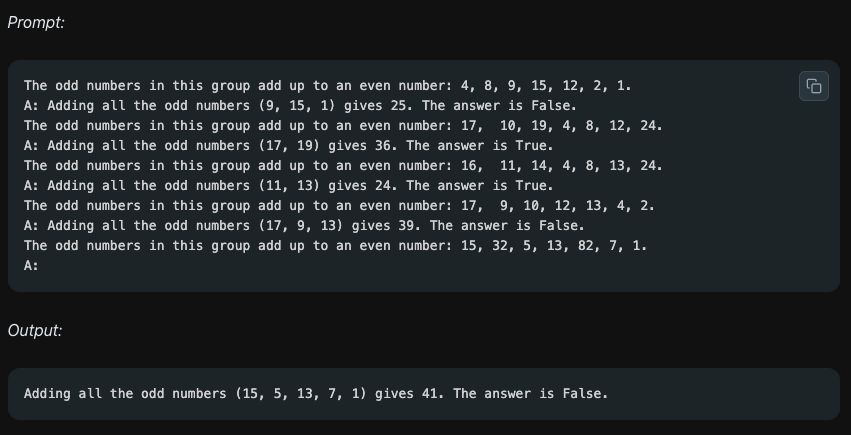 Prompt:
The odd numbers in this group add up to an even number: 4, 8, 9, 15, 12, 2, 1.
A: Adding all the odd numbers (9, 15, 1) gives 25. The answer is False.
The odd numbers in this group add up to an even number: 17,  10, 19, 4, 8, 12, 24.
A: Adding all the odd numbers (17, 19) gives 36. The answer is True.
The odd numbers in this group add up to an even number: 16,  11, 14, 4, 8, 13, 24.
A: Adding all the odd numbers (11, 13) gives 24. The answer is True.
The odd numbers in this group add up to an even number: 17,  9, 10, 12, 13, 4, 2.
A: Adding all the odd numbers (17, 9, 13) gives 39. The answer is False.
The odd numbers in this group add up to an even number: 15, 32, 5, 13, 82, 7, 1.
A:
Output:
Adding all the odd numbers (15, 5, 13, 7, 1) gives 41. The answer is False.